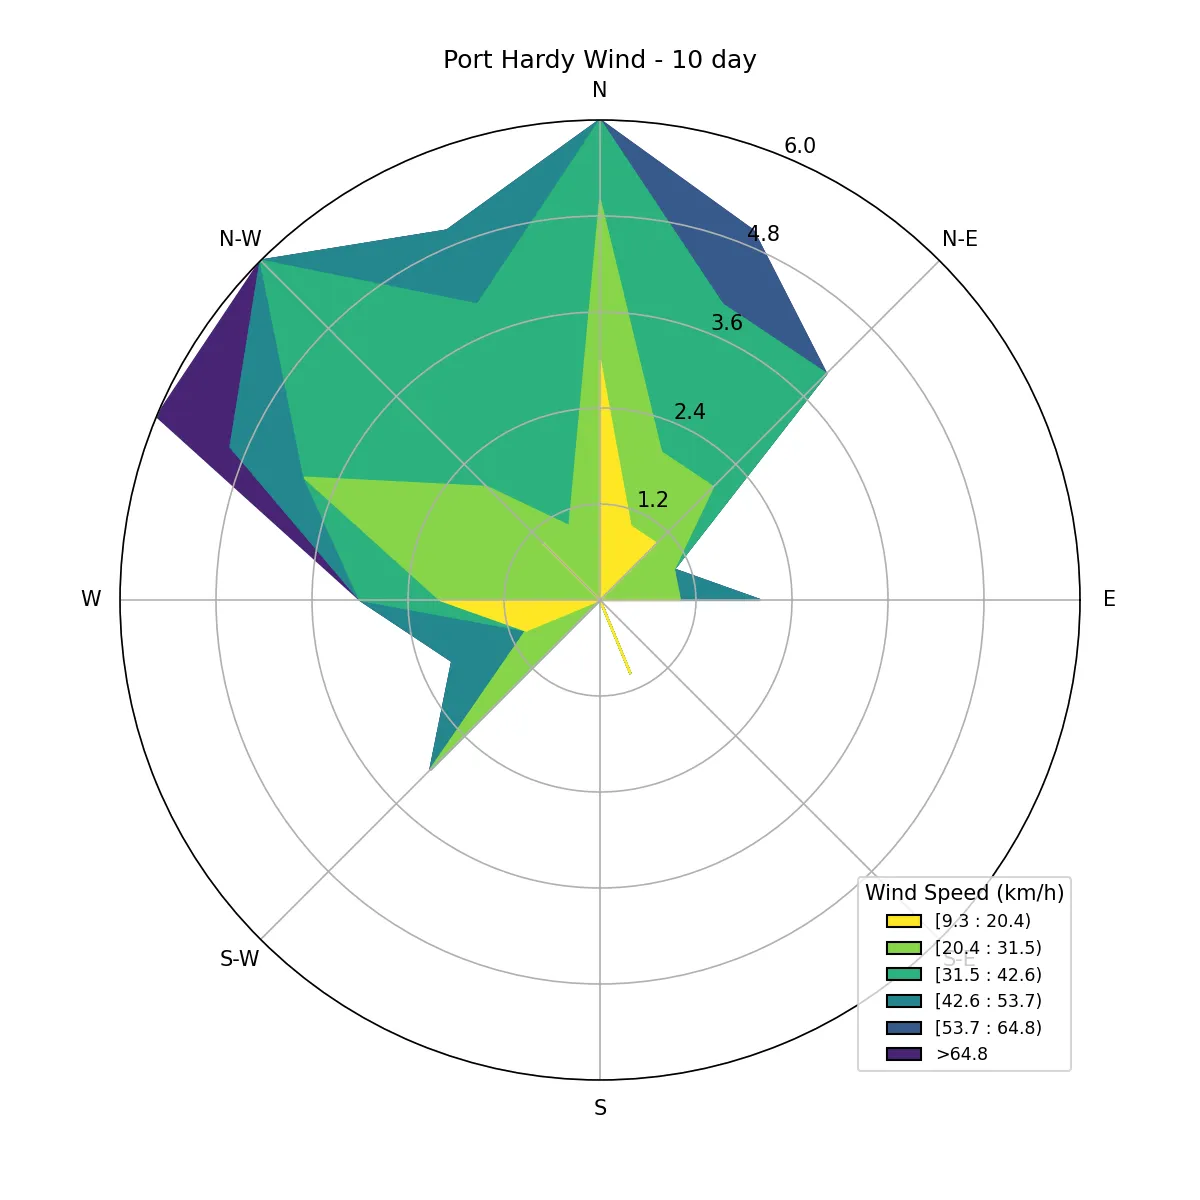 Port Hardy Wind - 10 day
N
6.0
N-W
4.8
N-E
3.6
2.4
1.2
W
E
S-W
S-E
S
Wind Speed (km/h)
[9.3 : 20.4)
[20.4 : 31.5)
[31.5 : 42.6)
[42.6 : 53.7)
[53.7 : 64.8)
>64.8